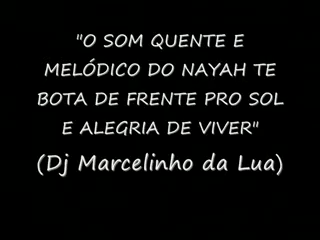 "O SOM QUENTE E
MELÓDICO DO NAYAH TE
BOTA DE FRENTE PRO SOL
E ALEGRIA DE VIVER"
(Dj Marcelinho da Lua)